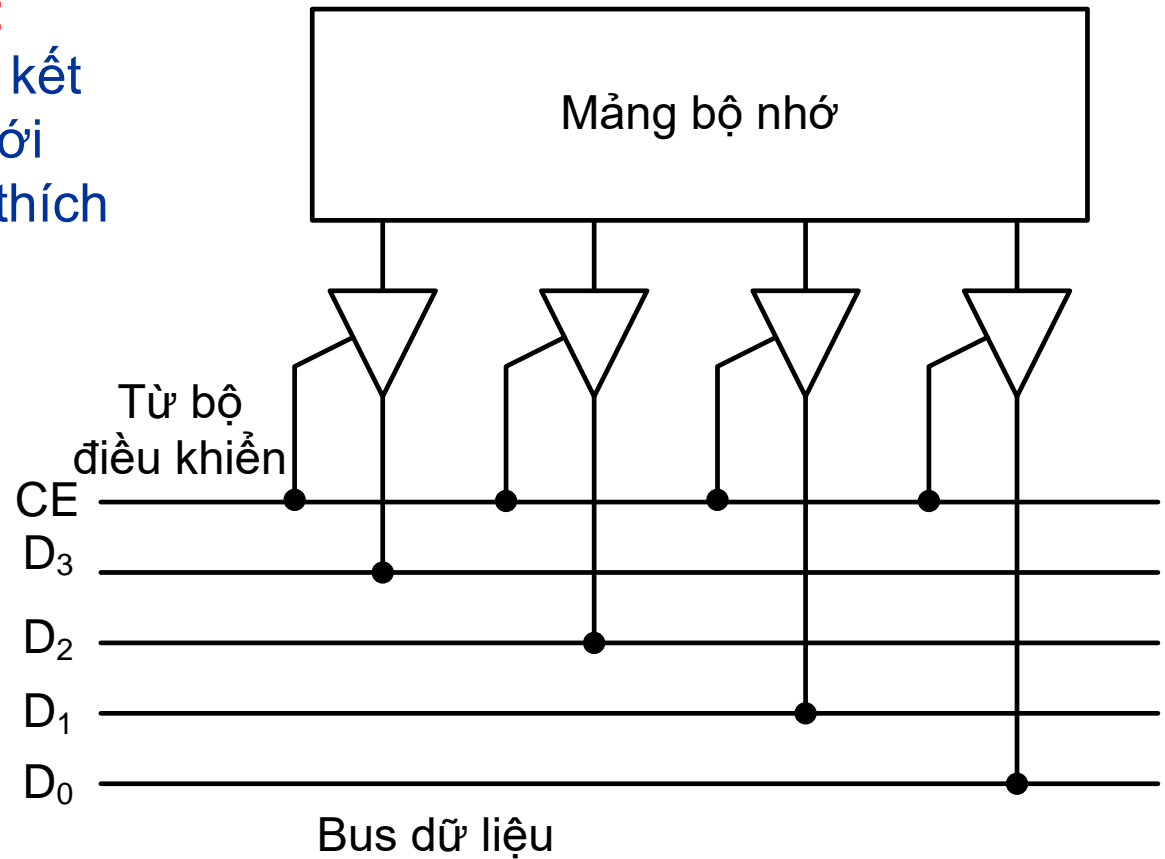 kết
ới
thích
Mảng bộ nhớ
Từ bộ
điều khiển
CE
D₃
D₂
D₁
D₀
Bus dữ liệu